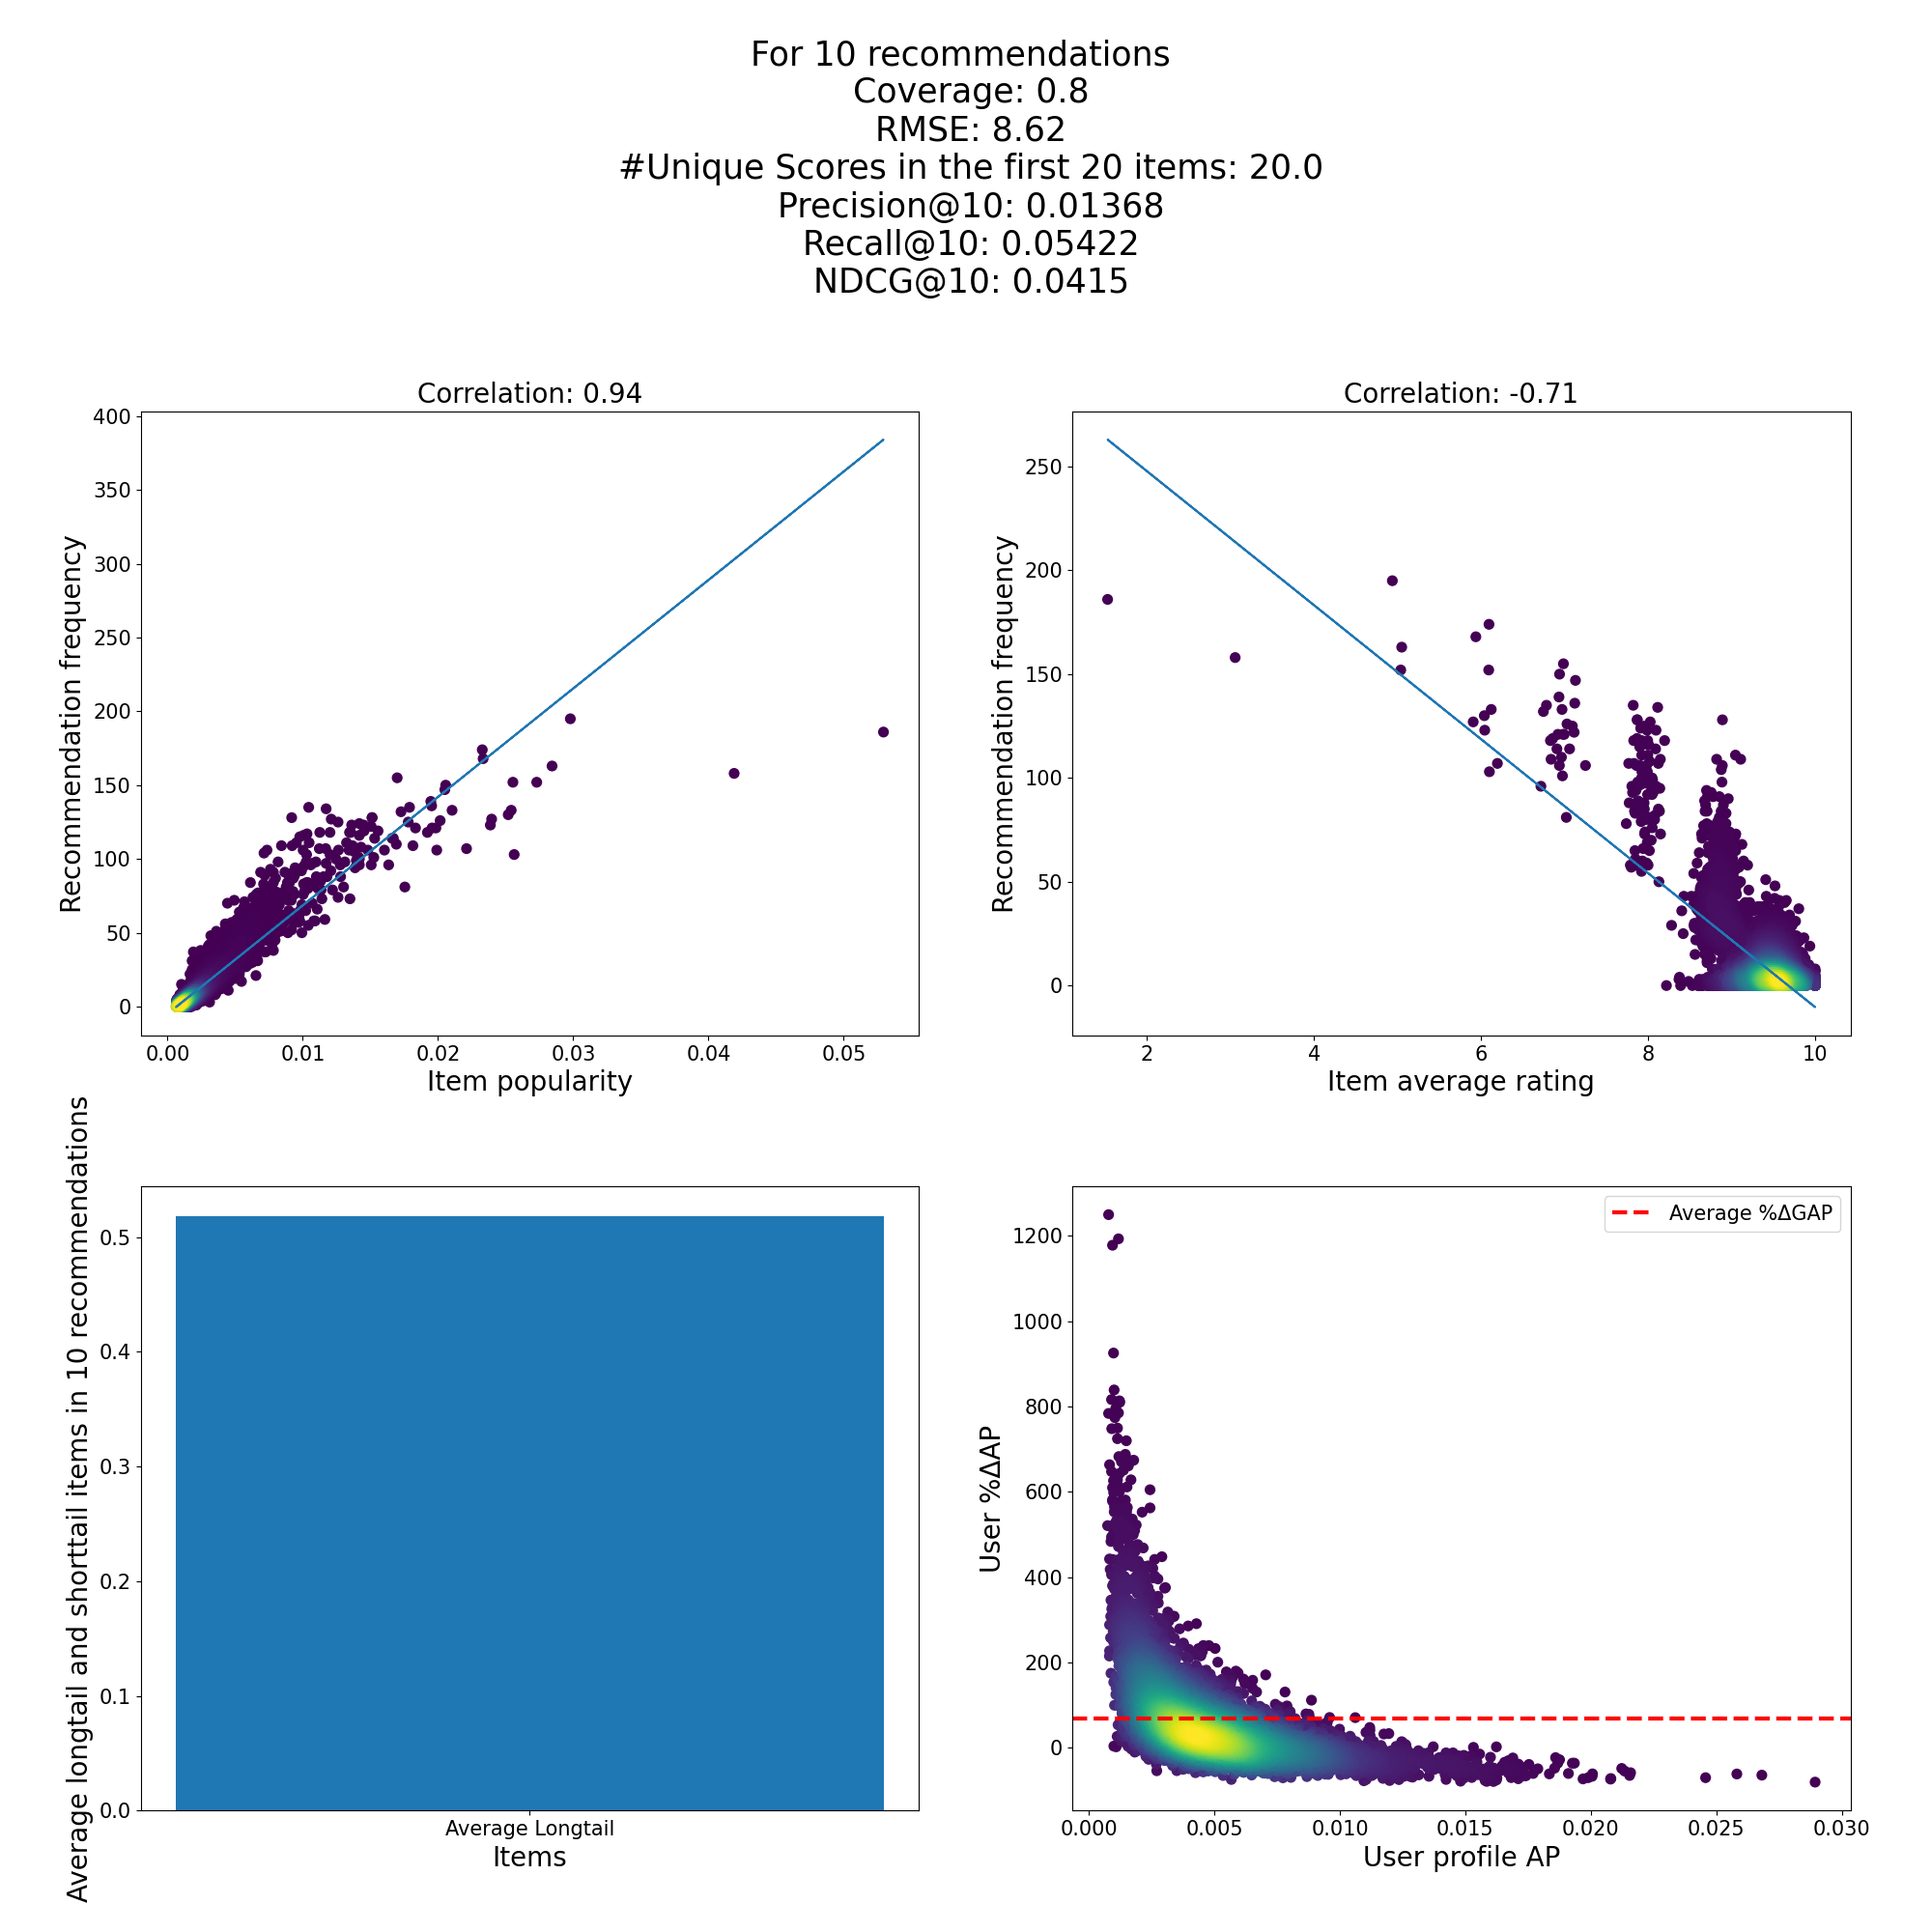 For 10 recommendations
Coverage: 0.8
RMSE: 8.62
#Unique Scores in the first 20 items: 20.0
Precision@10: 0.01368
Recall@10: 0.05422
NDCG@10: 0.0415
Correlation: 0.94
Recommendation frequency
400
350
300
250
200
150
100
50
0
0.00 0.01 0.02 0.03 0.04 0.05
Item popularity
Correlation: -0.71
Recommendation frequency
250
200
150
100
50
0
2 4 6 8 10
Item average rating
Average longtail and shorttail items in 10 recommendations
0.5
0.4
0.3
0.2
0.1
0.0
Average Longtail
Items
Average %ΔGAP
User %ΔAP
1200
1000
800
600
400
200
0
0.000 0.005 0.010 0.015 0.020 0.025 0.030
User profile AP